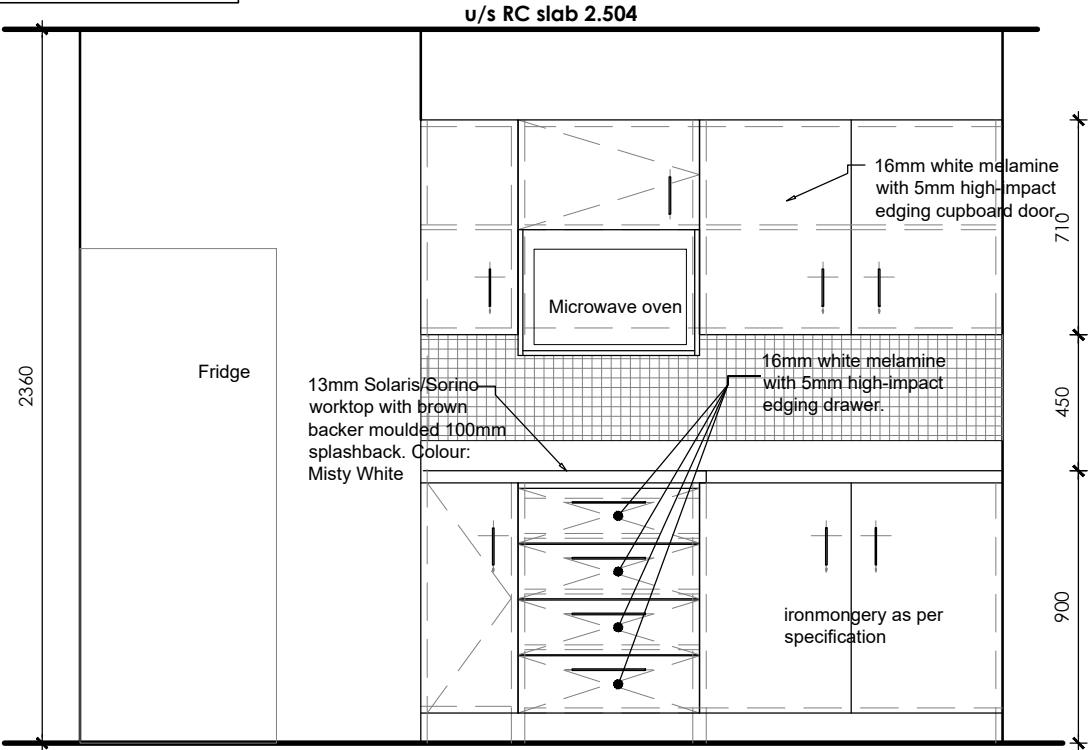 u/s RC slab 2.504
16mm white melamine
with 5mm high-impact
edging cupboard door
710
Microwave oven
2360
Fridge
16mm white melamine
with 5mm high-impact
edging drawer.
450
13mm Solaris/Sorino
worktop with brown
backer moulded 100mm
splashback. Colour:
Misty White
ironmongery as per
specification
900